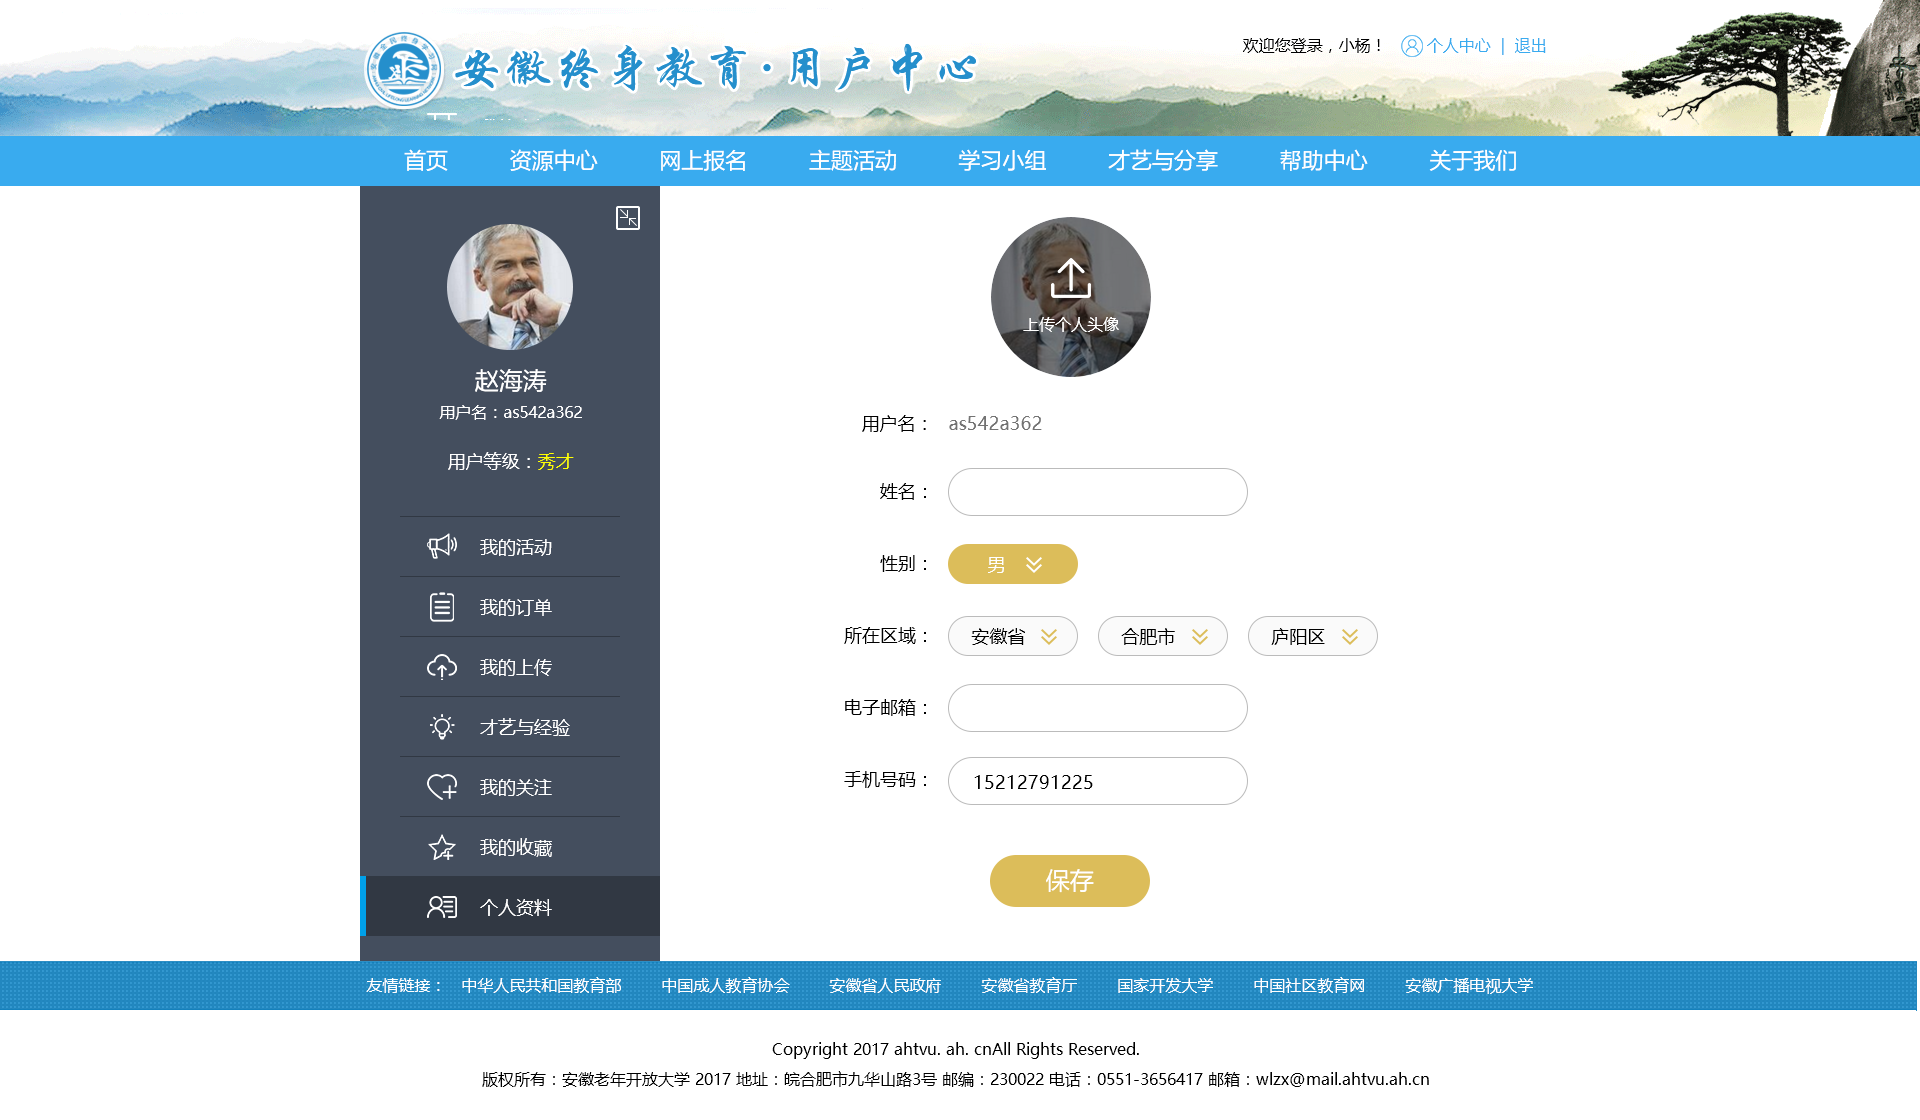 安徽终身教育·用户中心
欢迎您登录，小杨！ 个人中心 | 退出
首页 资源中心 网上报名 主题活动 学习小组 才艺与分享 帮助中心 关于我们
赵海涛
用户名：as542a362
用户等级：秀才
我的活动
我的订单
我的上传
才艺与经验
我的关注
我的收藏
个人资料
上传个人头像
用户名： as542a362
姓名：
性别： 男
所在区域： 安徽省 合肥市 庐阳区
电子邮箱：
手机号码： 15212791225
保存
友情链接： 中华人民共和国教育部 中国成人教育协会 安徽省人民政府 安徽省教育厅 国家开发大学 中国社区教育网 安徽广播电视大学
Copyright 2017 ahtvu. ah. cnAll Rights Reserved.
版权所有：安徽老年开放大学 2017 地址：皖合肥市九华山路3号 邮编：230022 电话：0551-3656417 邮箱：wlzx@mail.ahtvu.ah.cn